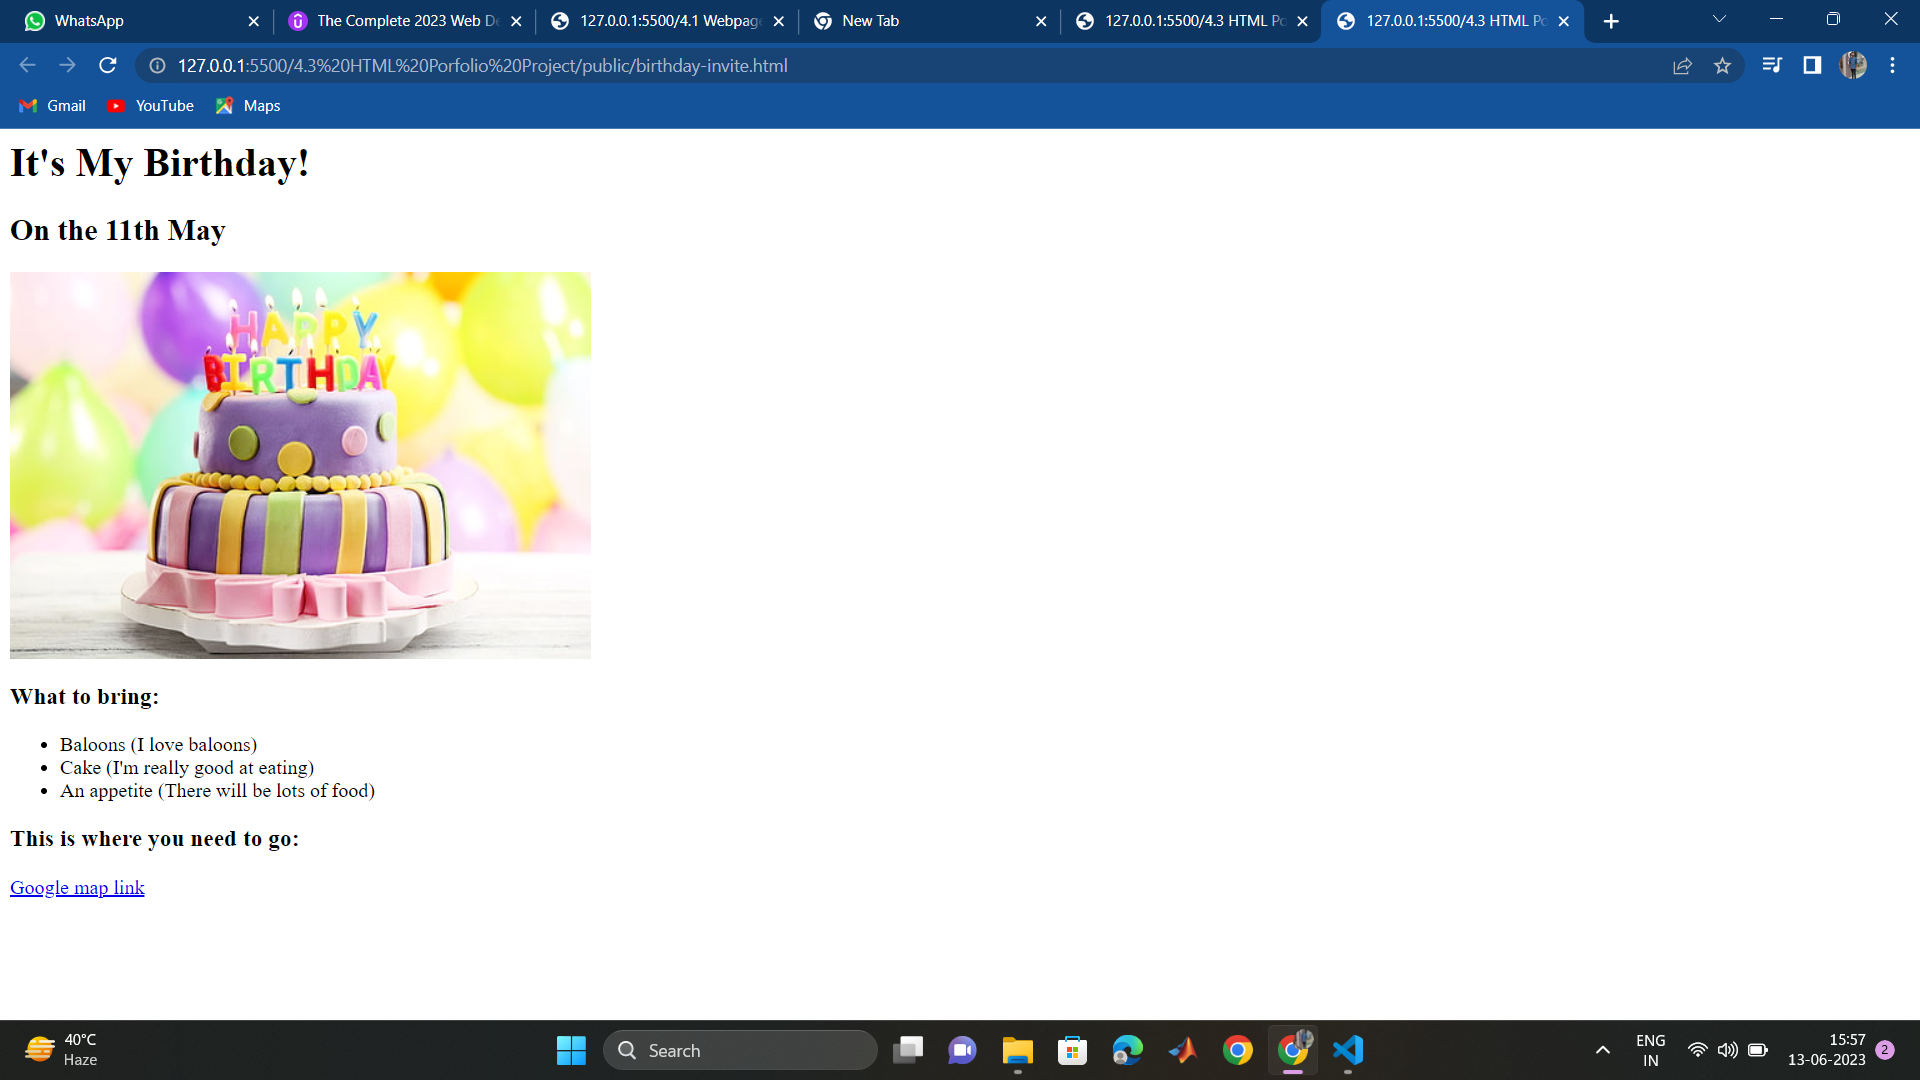 WhatsApp
The Complete 2023 Web De
127.0.0.1:5500/4.1 Webpage
New Tab
127.0.0.1:5500/4.3 HTML Po
127.0.0.1:5500/4.3 HTML Po
127.0.0.1:5500/4.3%20HTML%20Porfolio%20Project/public/birthday-invite.html
Gmail
YouTube
Maps
It's My Birthday!
On the 11th May
HAPPY
BIRTHDAY
What to bring:
Baloons (I love baloons)
Cake (I'm really good at eating)
An appetite (There will be lots of food)
This is where you need to go:
Google map link
40°C
Haze
Search
ENG
IN
15:57
13-06-2023
2